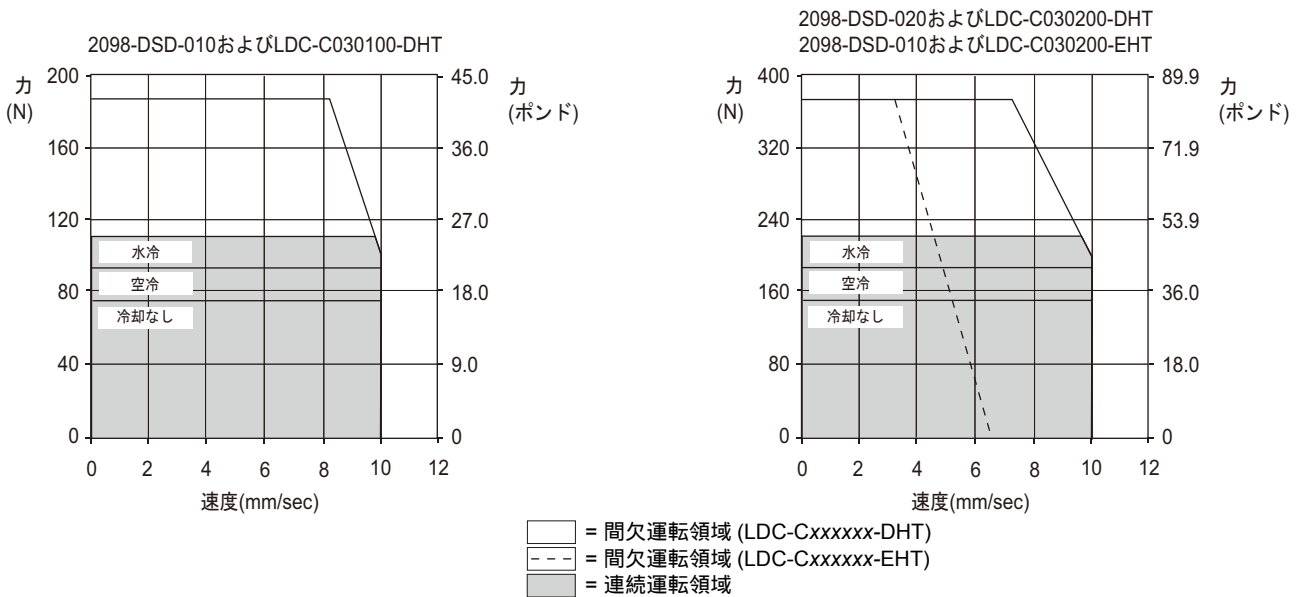 2098-DSD-010およびLDC-C030100-DHT
力
(N)
200
160
120
80
40
0
45.0
36.0
27.0
18.0
9.0
0
力
(ポンド)
水冷
空冷
冷却なし
0 2 4 6 8 10 12
速度(mm/sec)
2098-DSD-020およびLDC-C030200-DHT
2098-DSD-010およびLDC-C030200-EHT
力
(N)
400
320
240
160
80
0
89.9
71.9
53.9
36.0
18.0
0
力
(ポンド)
水冷
空冷
冷却なし
0 2 4 6 8 10 12
速度(mm/sec)
= 間欠運転領域 (LDC-Cxxxxxx-DHT)
= 間欠運転領域 (LDC-Cxxxxxx-EHT)
= 連続運転領域